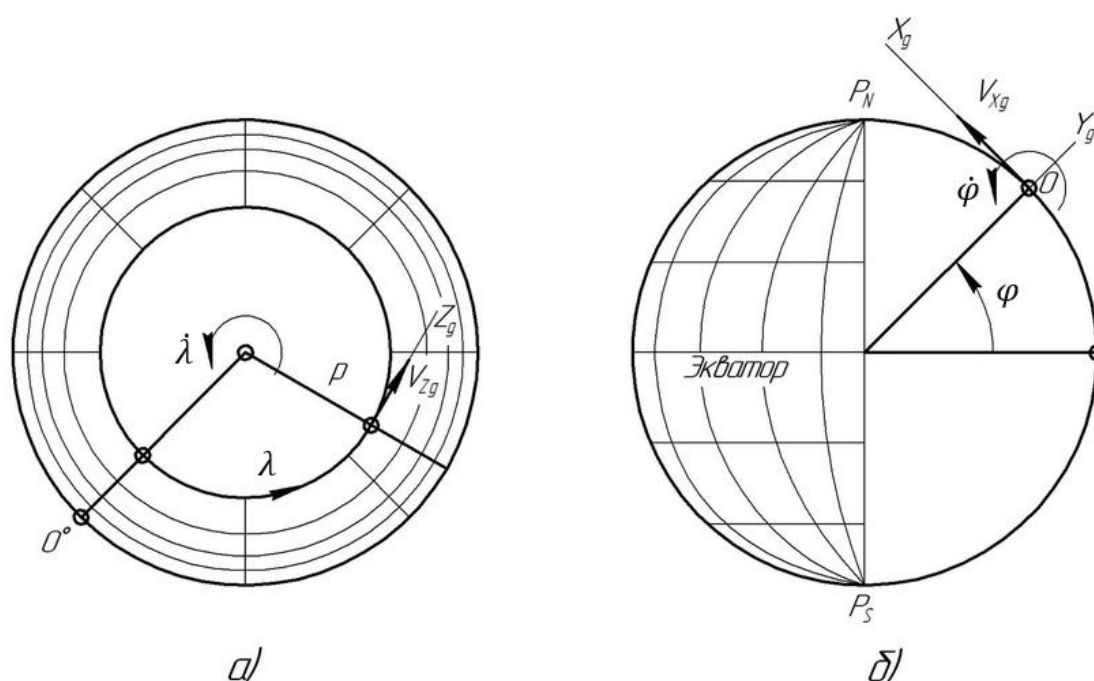 X_g
P_N
V_Xg
Y_g
φ̇
O
φ
Экватор
P_S
б)
λ̇
Z_g
p
V_Zg
λ
0°
а)